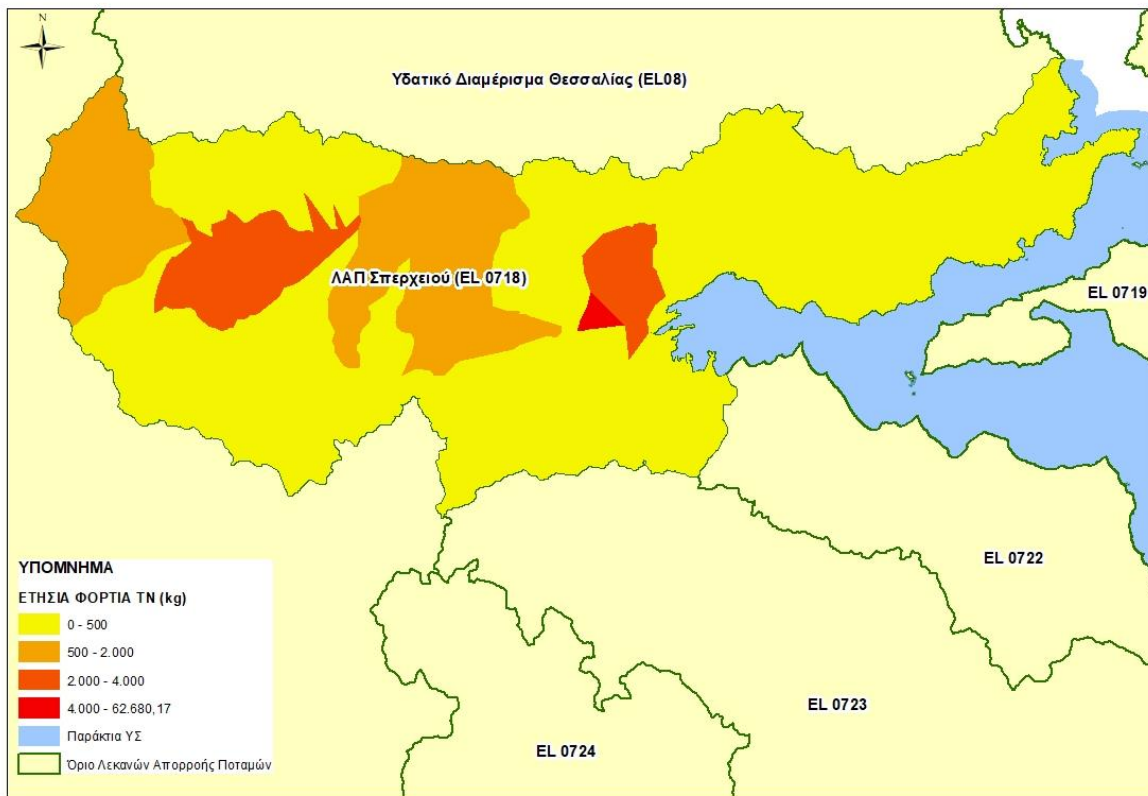 N
Υδατικό Διαμέρισμα Θεσσαλίας (EL08)
ΛΑΠ Σπερχειού (EL 0718)
EL 0719
EL 0722
EL 0723
EL 0724
ΥΠΟΜΝΗΜΑ
ΕΤΗΣΙΑ ΦΟΡΤΙΑ TN (kg)
0 - 500
500 - 2.000
2.000 - 4.000
4.000 - 62.680,17
Παράκτια ΥΣ
Όριο Λεκανών Απορροής Ποταμών